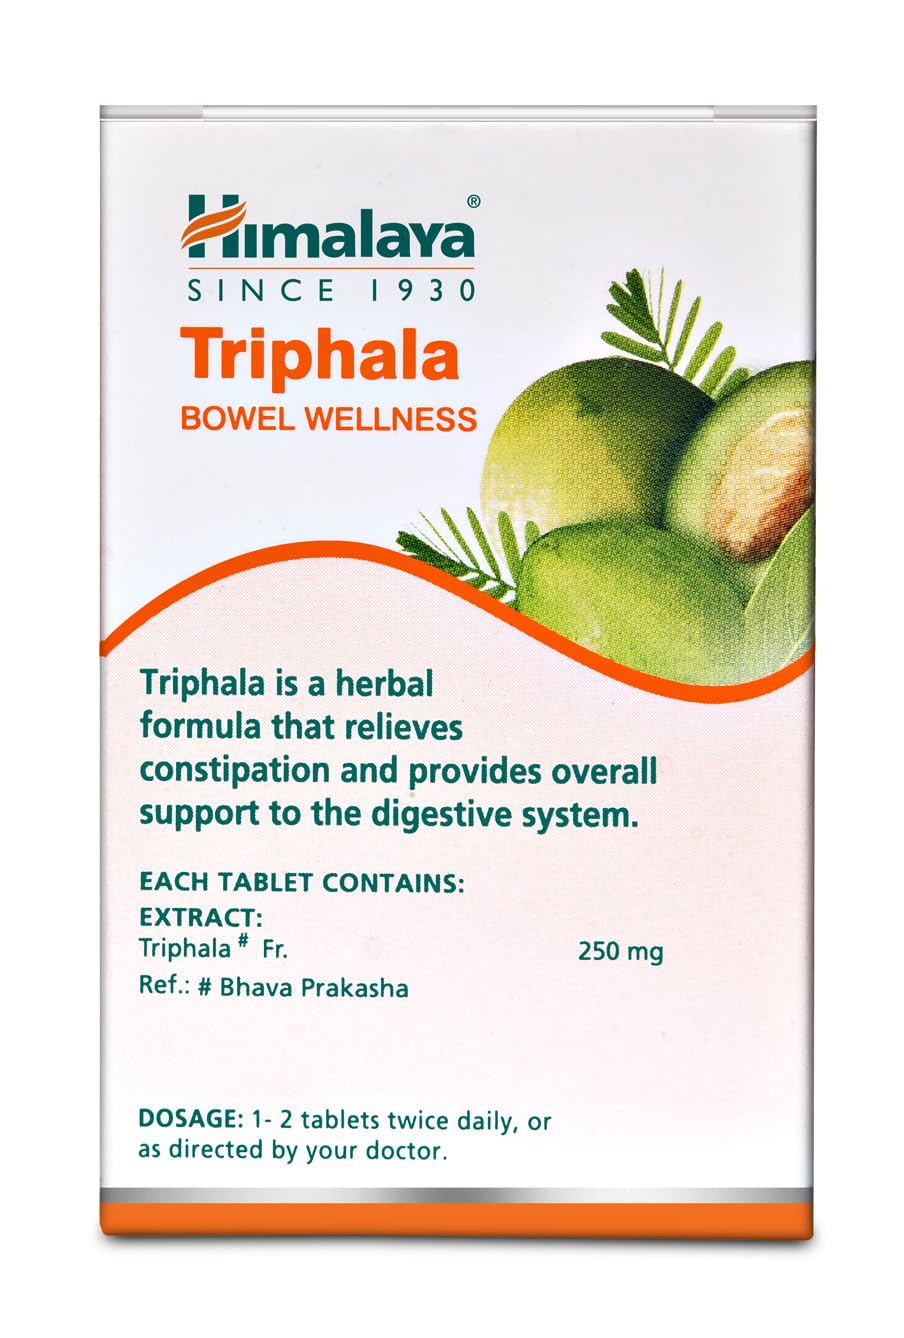 Himalaya®
SINCE 1930
Triphala
BOWEL WELLNESS
Triphala is a herbal
formula that relieves
constipation and provides overall
support to the digestive system.
EACH TABLET CONTAINS:
EXTRACT:
Triphala # Fr. 250 mg
Ref.: # Bhava Prakasha
DOSAGE: 1- 2 tablets twice daily, or
as directed by your doctor.